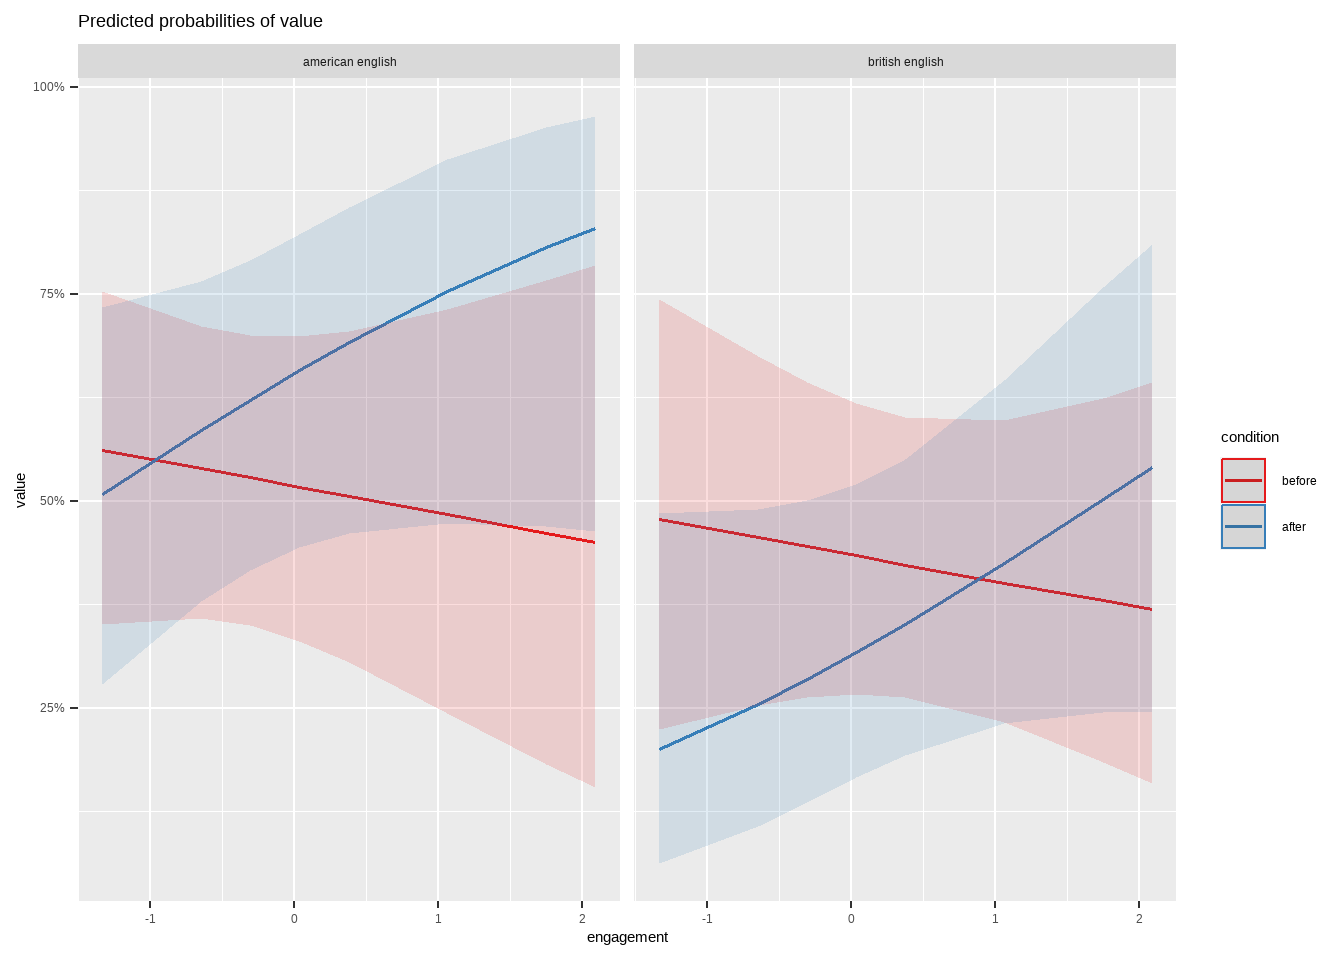 Predicted probabilities of value
american english
british english
100%
75%
50%
25%
value
-1 0 1 2
-1 0 1 2
engagement
condition
before
after